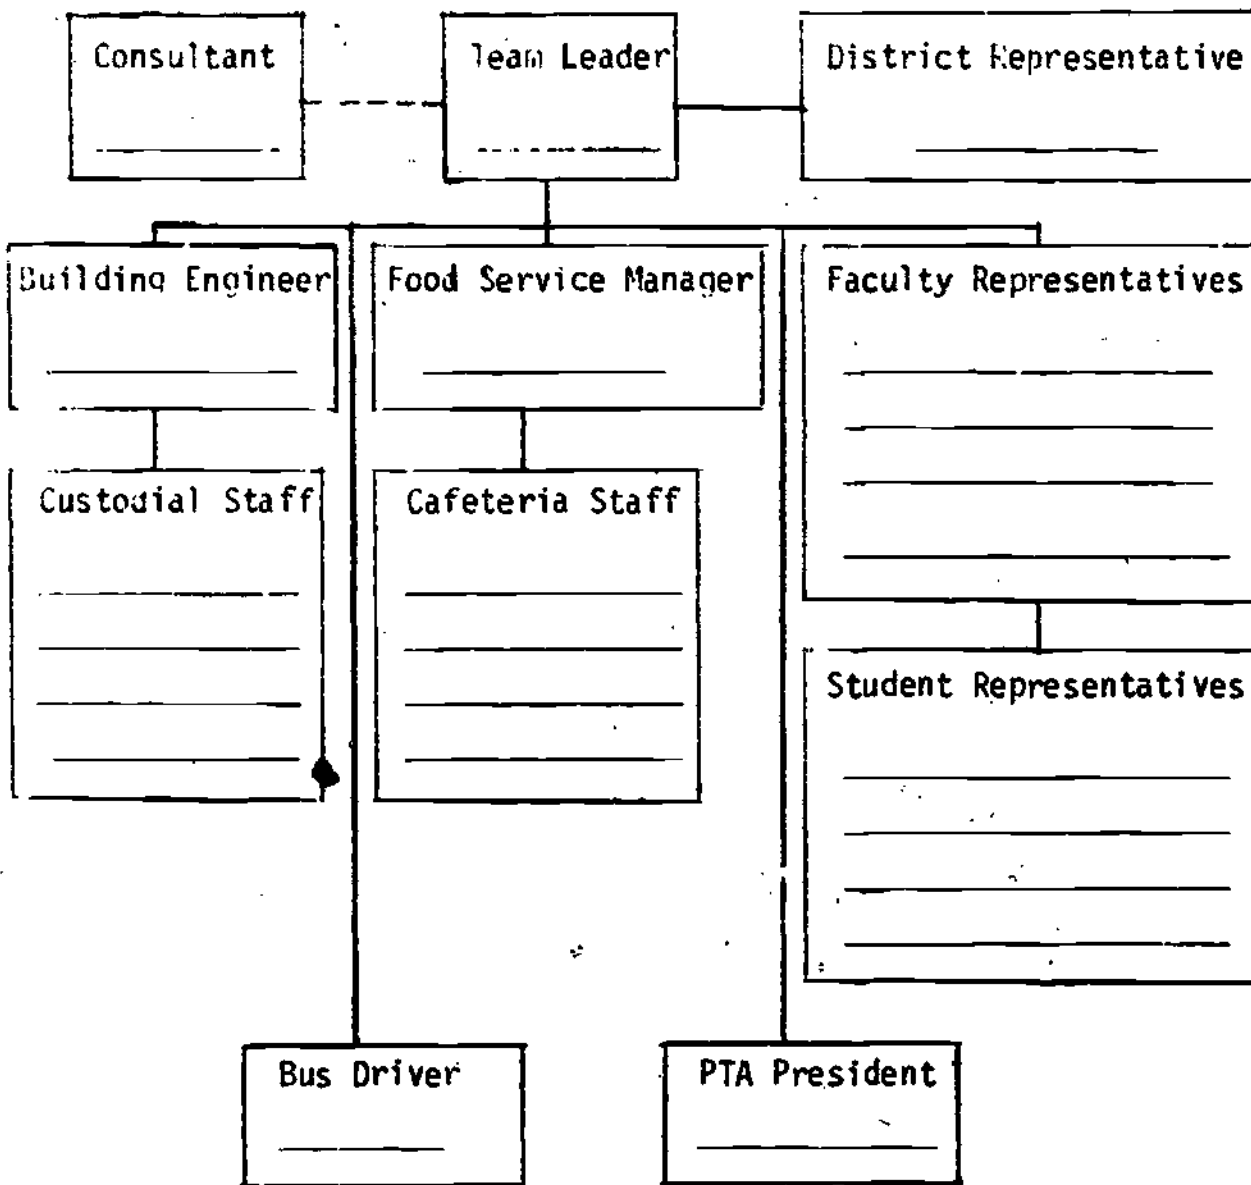 Consultant
Team Leader
District Representative
Building Engineer
Food Service Manager
Faculty Representatives
Custodial Staff
Cafeteria Staff
Student Representatives
Bus Driver
PTA President